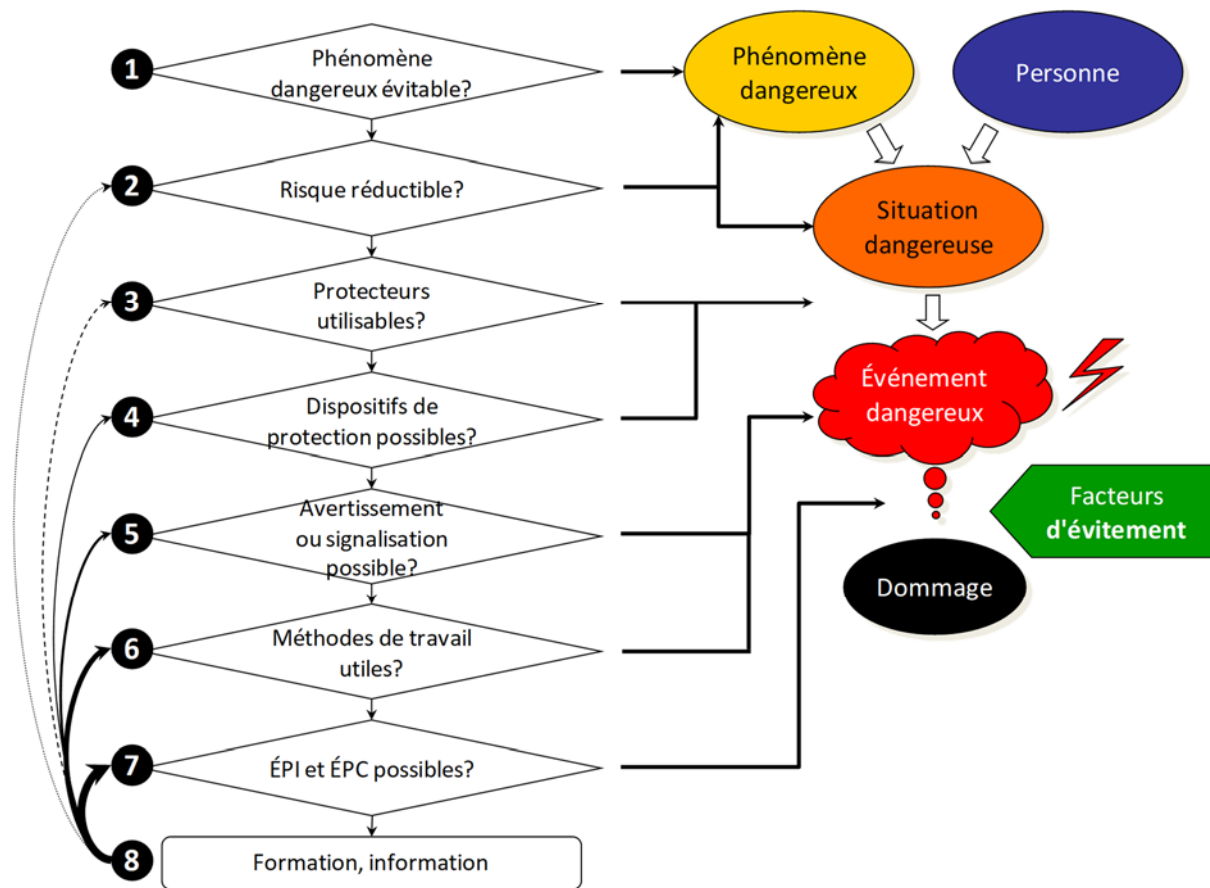 1
Phénomène
dangereux évitable?
2
Risque réductible?
3
Protecteurs
utilisables?
4
Dispositifs de
protection possibles?
5
Avertissement
ou signalisation
possible?
6
Méthodes de travail
utiles?
7
ÉPI et ÉPC possibles?
8
Formation, information
Phénomène
dangereux
Personne
Situation
dangereuse
Événement
dangereux
Facteurs
d'évitement
Dommage